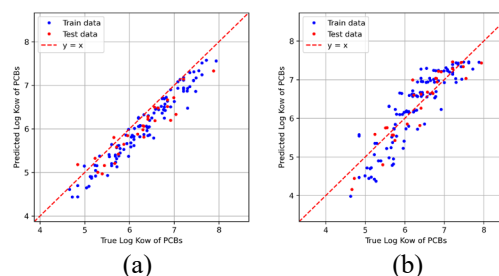 Train data
Test data
y = x
Predicted Log Kow of PCBs
8
7
6
5
4
4 5 6 7 8
True Log Kow of PCBs
(a)
Train data
Test data
y = x
Predicted Log Kow of PCBs
8
7
6
5
4
4 5 6 7 8
True Log Kow of PCBs
(b)